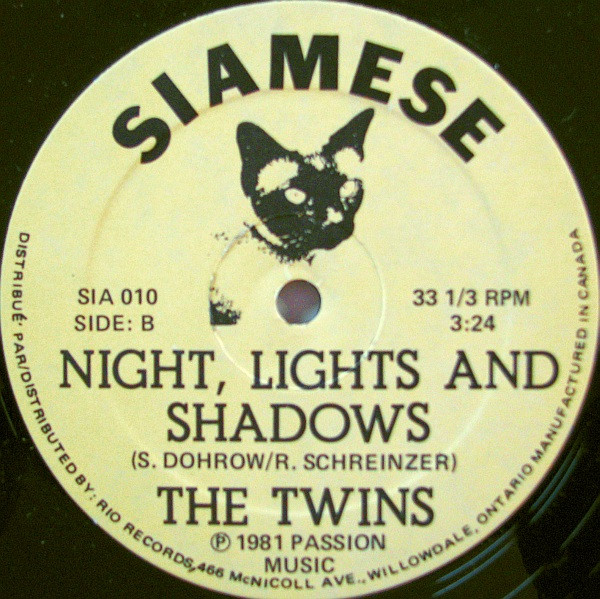 SIAMESE
SIA 010
SIDE: B
33 1/3 RPM
3:24
NIGHT, LIGHTS AND
SHADOWS
(S. DOHROW/R. SCHREINZER)
THE TWINS
℗ 1981 PASSION
MUSIC
DISTRIBUÉ PAR/DISTRIBUTED BY: RIO RECORDS, 466 McNICOLL AVE., WILLOWDALE, ONTARIO MANUFACTURED IN CANADA